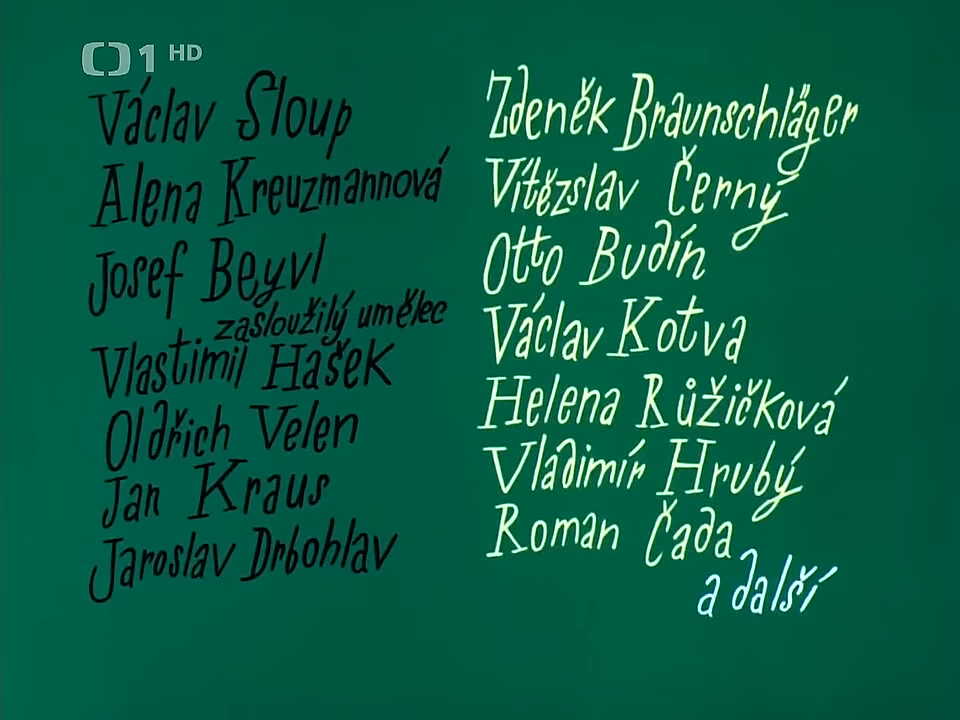 1 HD
Václav Sloup
Alena Kreuzmannová
Josef Beyvl
zasloužilý umělec
Vlastimil Hašek
Oldřich Velen
Jan Kraus
Jaroslav Drbohlav
Zdeněk Braunschläger
Vítězslav Černý
Otto Budín
Václav Kotva
Helena Růžičková
Vladimír Hrubý
Roman Čada
a další